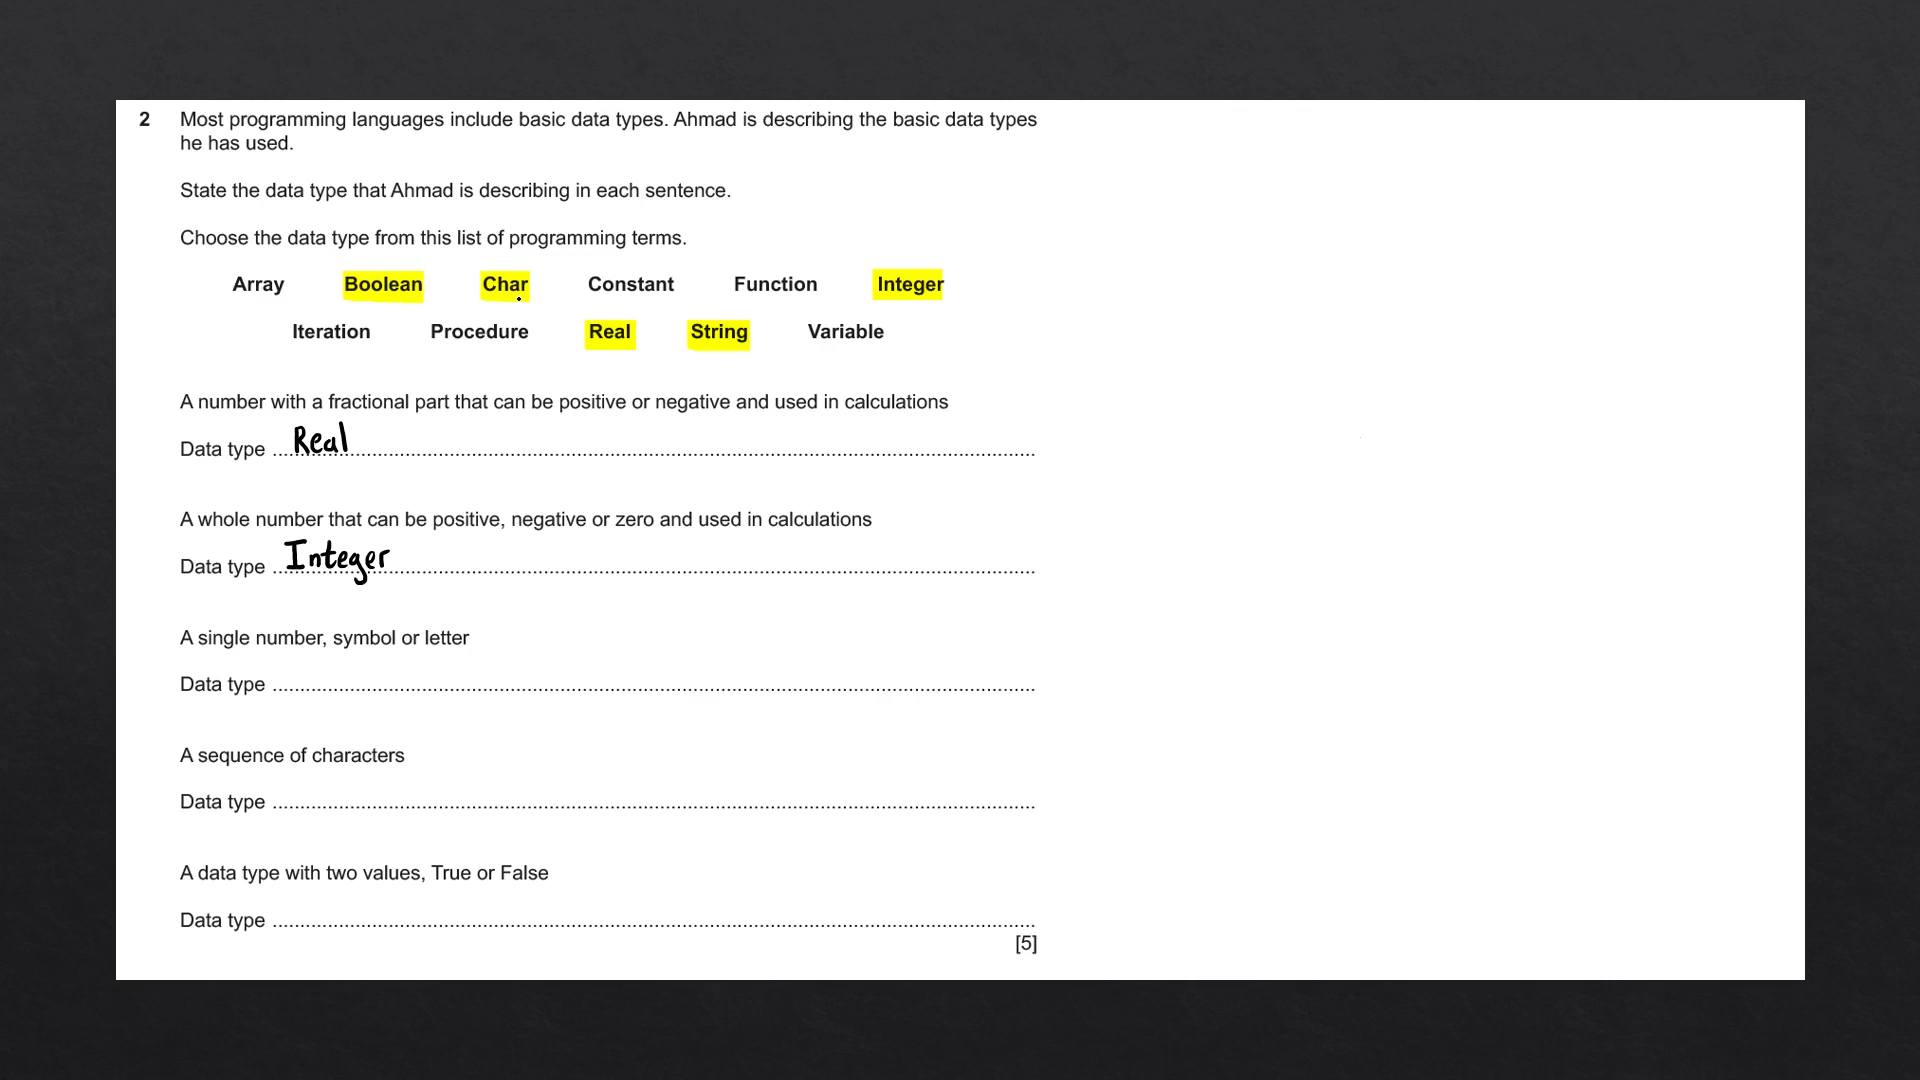 2 Most programming languages include basic data types. Ahmad is describing the basic data types
he has used.
State the data type that Ahmad is describing in each sentence.
Choose the data type from this list of programming terms.
Array Boolean Char Constant Function Integer
Iteration Procedure Real String Variable
A number with a fractional part that can be positive or negative and used in calculations
Data type ...Real...
A whole number that can be positive, negative or zero and used in calculations
Data type ...Integer...
A single number, symbol or letter
Data type ...
A sequence of characters
Data type ...
A data type with two values, True or False
Data type ...
[5]